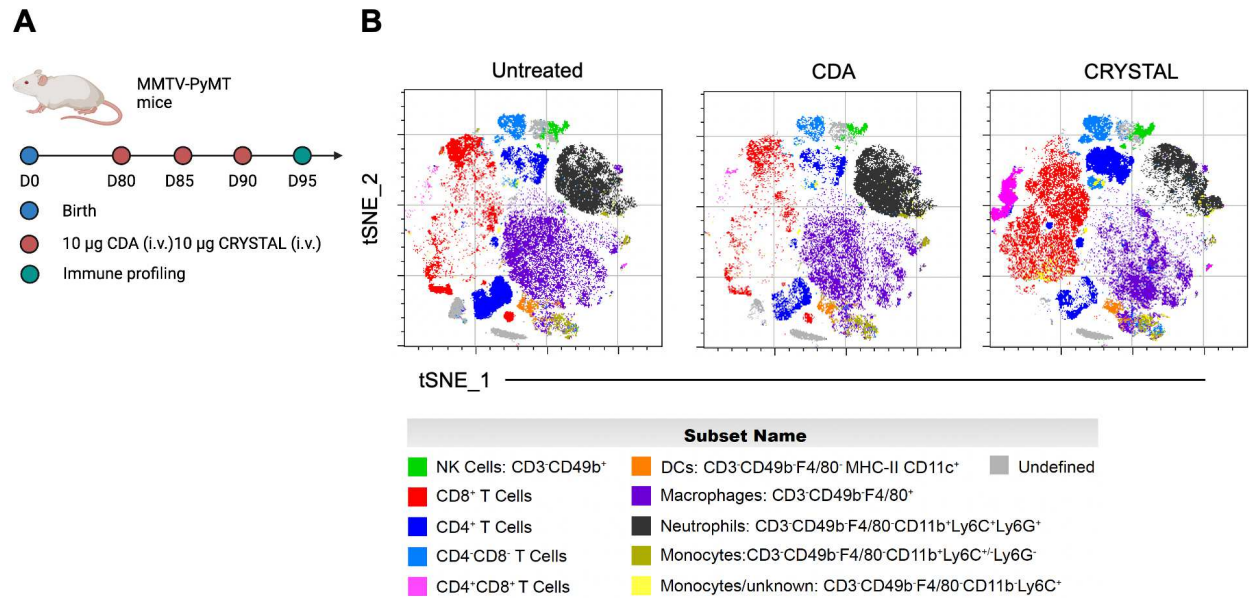 A
B
MMTV-PyMT
mice
D0 D80 D85 D90 D95
Birth
10 µg CDA (i.v.)10 µg CRYSTAL (i.v.)
Immune profiling
Untreated CDA CRYSTAL
tSNE_2
tSNE_1
Subset Name
NK Cells: CD3⁻CD49b⁺
CD8⁺ T Cells
CD4⁺ T Cells
CD4⁻CD8⁻ T Cells
CD4⁺CD8⁺ T Cells
DCs: CD3⁻CD49b⁻F4/80⁻ MHC-II CD11c⁺
Macrophages: CD3⁻CD49b⁻F4/80⁺
Neutrophils: CD3⁻CD49b⁻F4/80⁻CD11b⁺Ly6C⁺Ly6G⁺
Monocytes:CD3⁻CD49b⁻F4/80⁻CD11b⁺Ly6C⁺/⁻Ly6G⁻
Monocytes/unknown: CD3⁻CD49b⁻F4/80⁻CD11b⁻Ly6C⁺
Undefined